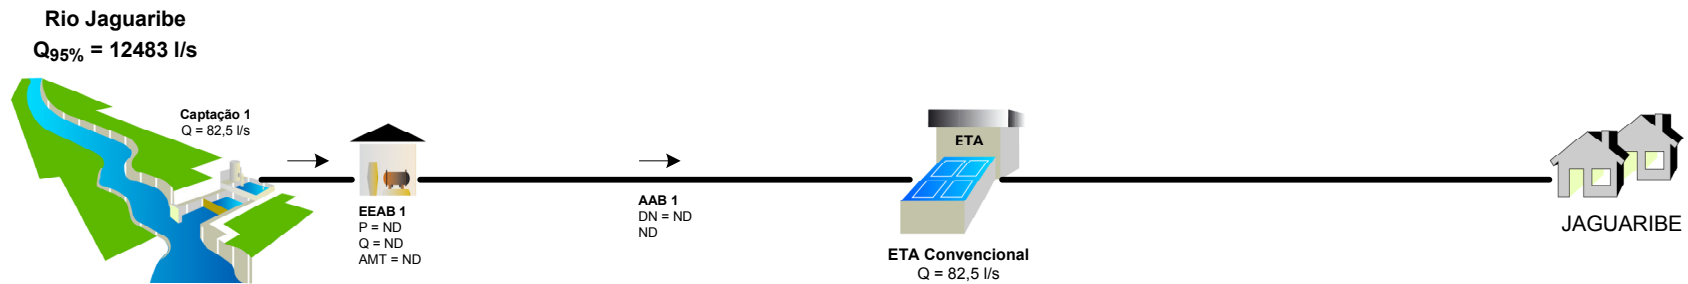 Rio Jaguaribe
Q95% = 12483 l/s
Captação 1
Q = 82,5 l/s
EEAB 1
P = ND
Q = ND
AMT = ND
AAB 1
DN = ND
ND
ETA
ETA Convencional
Q = 82,5 l/s
JAGUARIBE